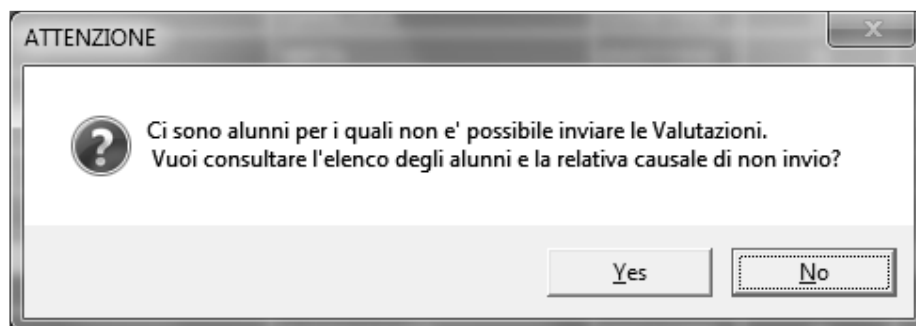 ATTENZIONE
Ci sono alunni per i quali non e' possibile inviare le Valutazioni.
Vuoi consultare l'elenco degli alunni e la relativa causale di non invio?
Yes
No